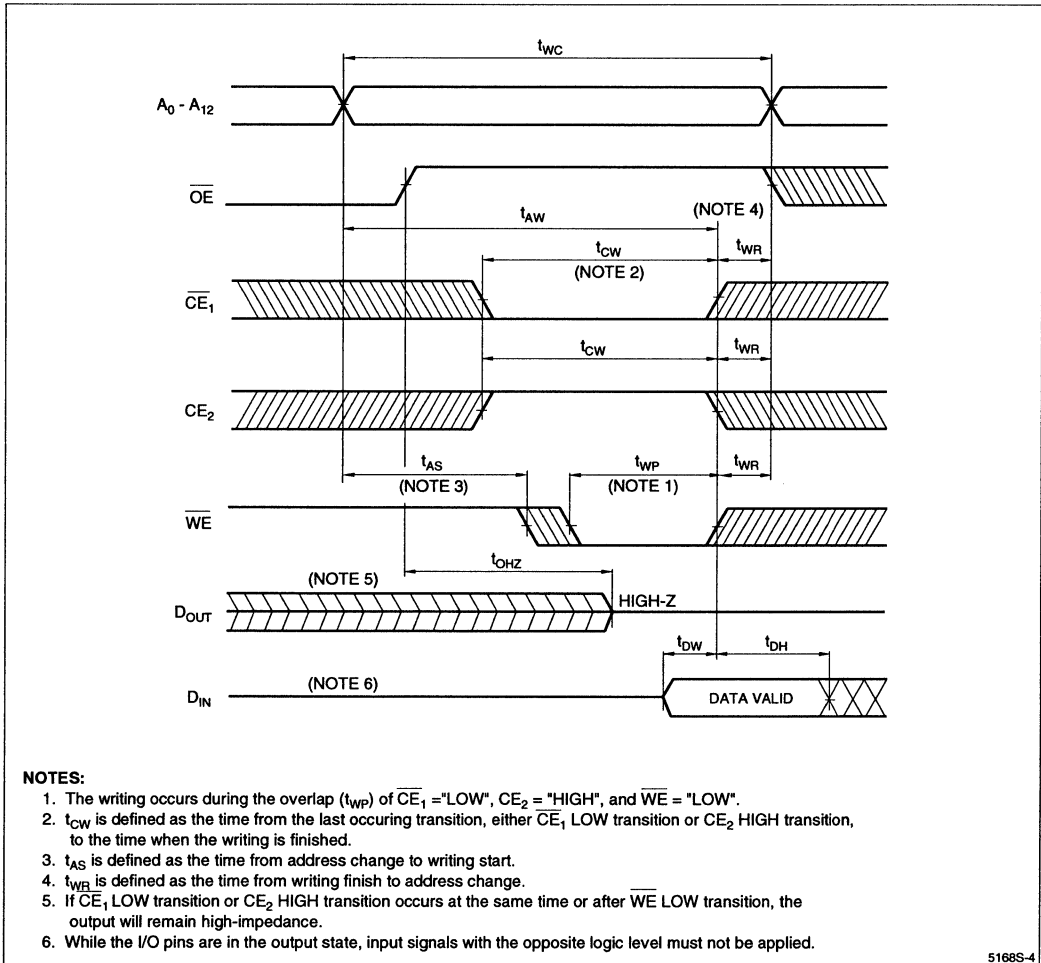 tWC
A0 - A12
OE
tAW
(NOTE 4)
tCW
tWR
(NOTE 2)
CE1
tCW
tWR
CE2
tAS
tWP
tWR
(NOTE 3)
(NOTE 1)
WE
tOHZ
(NOTE 5)
HIGH-Z
DOUT
tDW
tDH
(NOTE 6)
DIN
DATA VALID
NOTES:
1. The writing occurs during the overlap (tWP) of CE1 ="LOW", CE2 = "HIGH", and WE = "LOW".
2. tCW is defined as the time from the last occuring transition, either CE1 LOW transition or CE2 HIGH transition,
to the time when the writing is finished.
3. tAS is defined as the time from address change to writing start.
4. tWR is defined as the time from writing finish to address change.
5. If CE1 LOW transition or CE2 HIGH transition occurs at the same time or after WE LOW transition, the
output will remain high-impedance.
6. While the I/O pins are in the output state, input signals with the opposite logic level must not be applied.
5168S-4